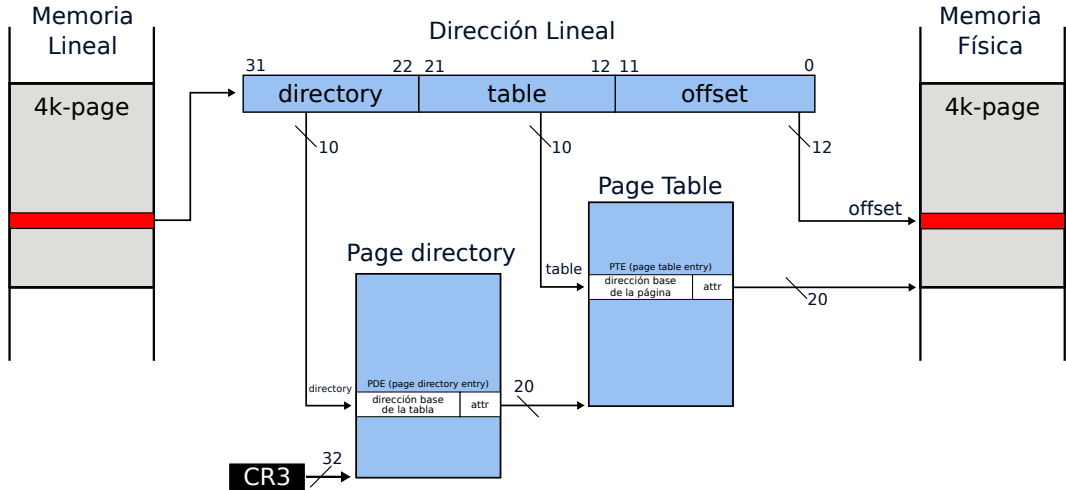 Memoria
Lineal
4k-page
Dirección Lineal
31
22
21
12
11
0
directory
table
offset
10
10
12
Memoria
Física
4k-page
offset
Page Table
table
PTE (page table entry)
dirección base
de la página
attr
20
Page directory
directory
PDE (page directory entry)
dirección base
de la tabla
attr
20
CR3
32